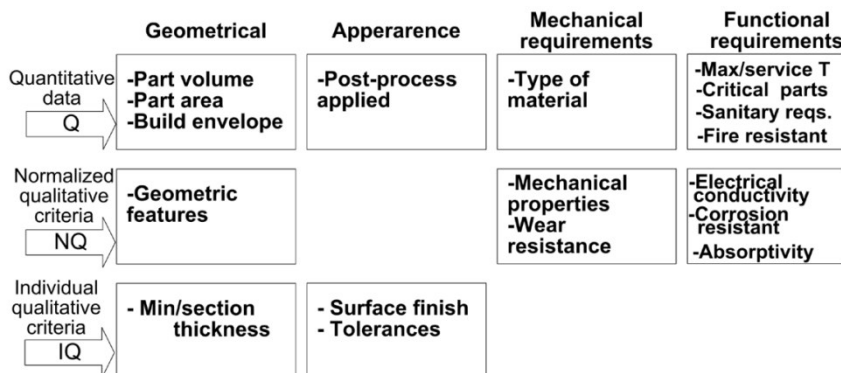 Geometrical
Apperarence
Mechanical
requirements
Functional
requirements
Quantitative
data
Q
-Part volume
-Part area
-Build envelope
-Post-process
applied
-Type of
material
-Max/service T
-Critical parts
-Sanitary reqs.
-Fire resistant
Normalized
qualitative
criteria
NQ
-Geometric
features
-Mechanical
properties
-Wear
resistance
-Electrical
conductivity
-Corrosion
resistant
-Absorptivity
Individual
qualitative
criteria
IQ
- Min/section
thickness
- Surface finish
- Tolerances